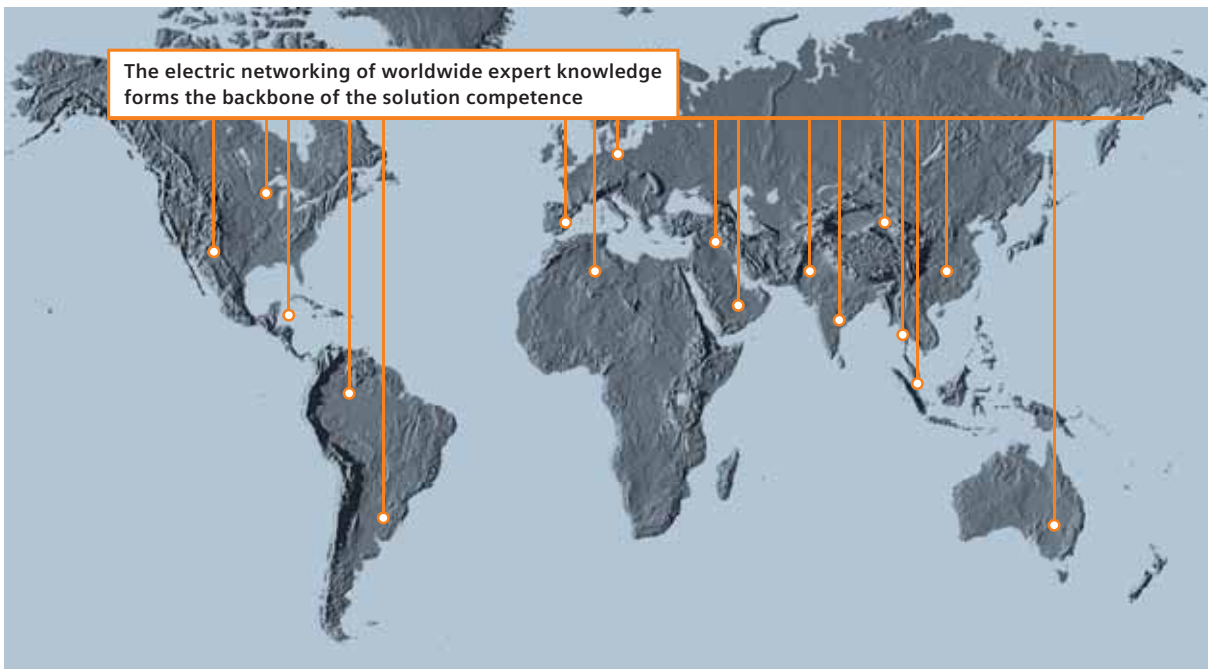 The electric networking of worldwide expert knowledge
forms the backbone of the solution competence